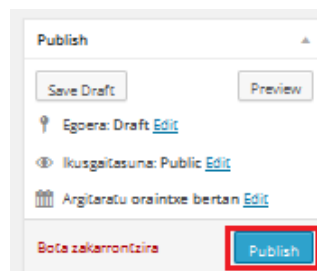 Publish
Save Draft Preview
Egoera: Draft Edit
Ikusgaitasuna: Public Edit
Argitaratu oraintxe bertan Edit
Bota zakarrontzira Publish